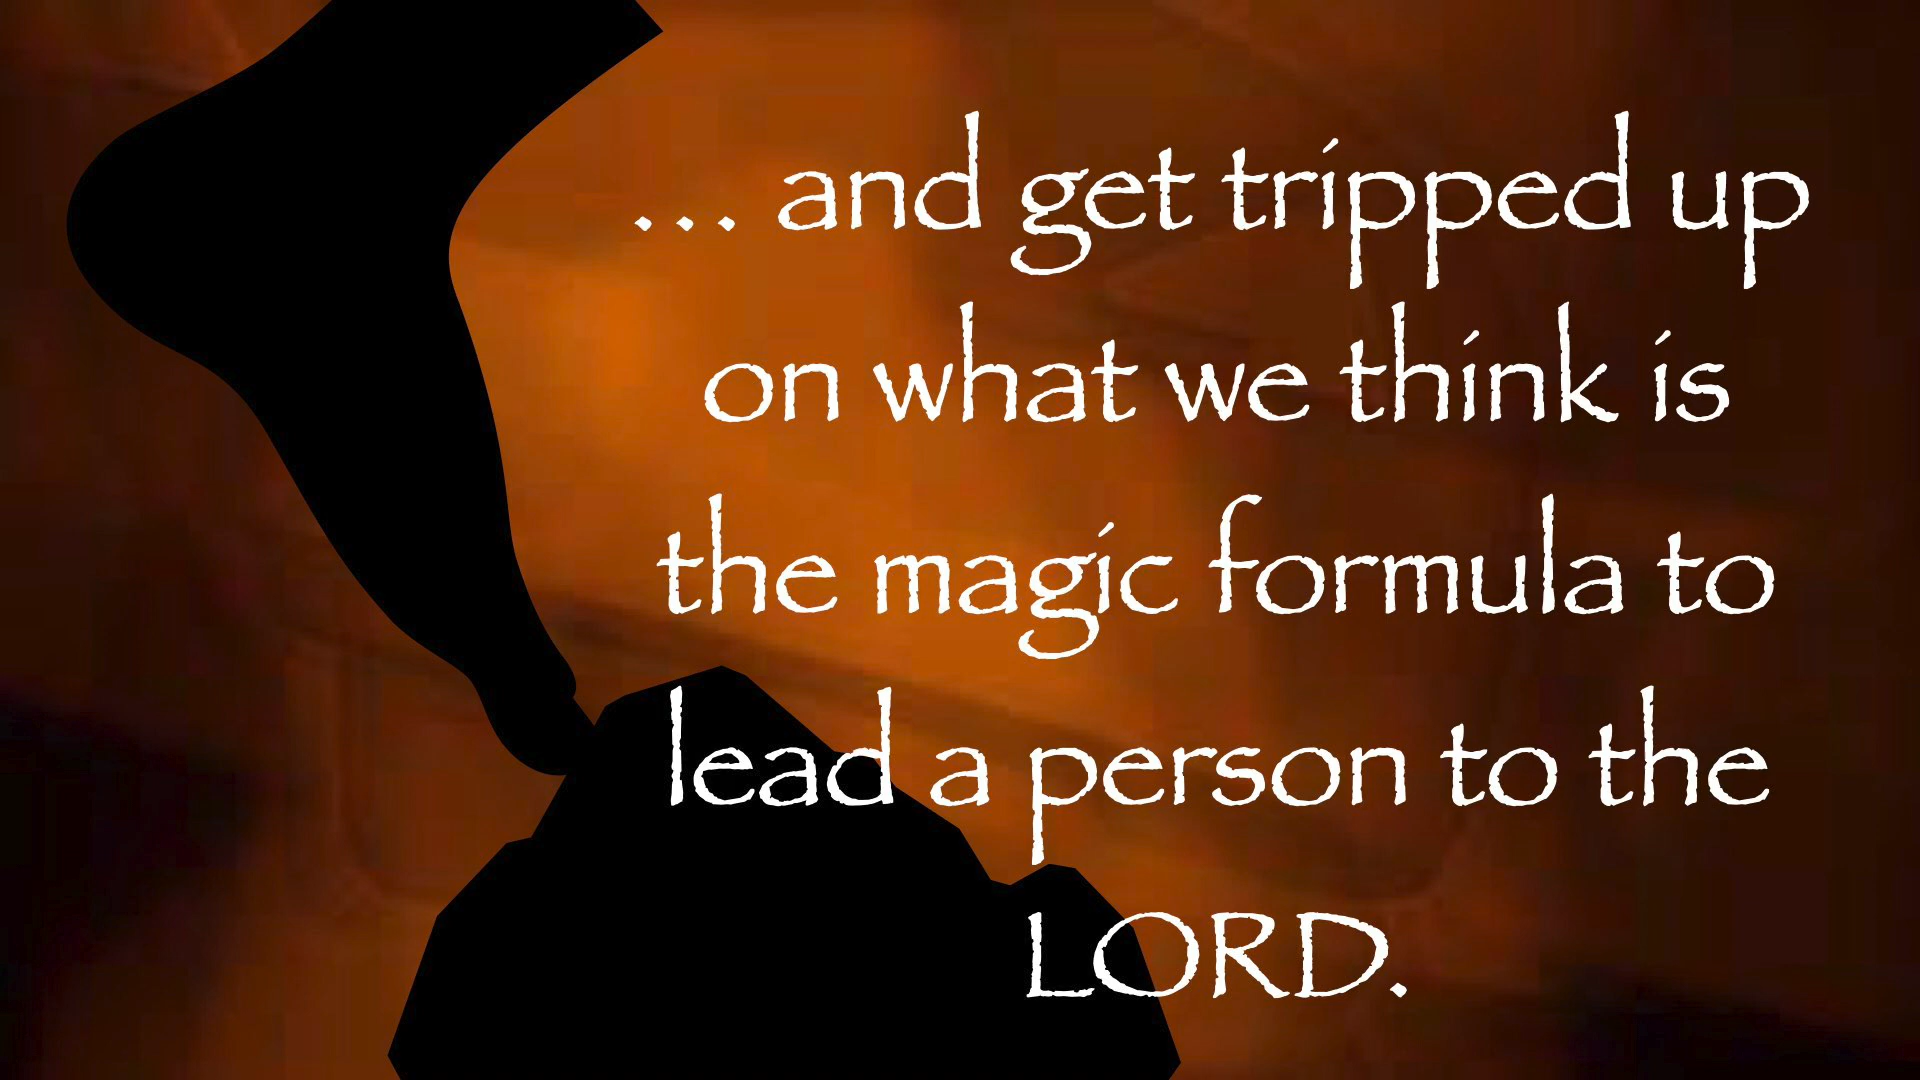 ... and get tripped up
on what we think is
the magic formula to
lead a person to the
LORD.